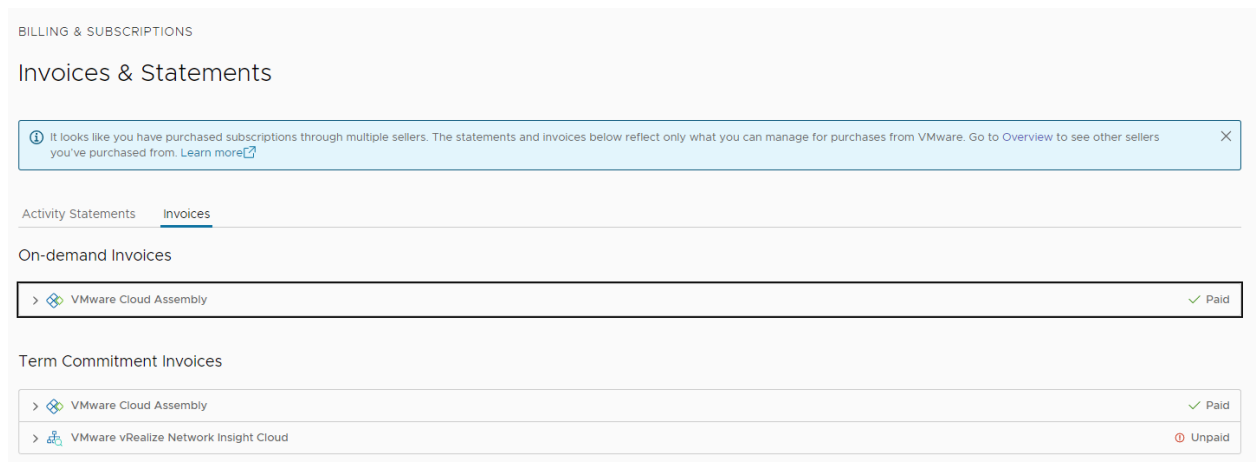 BILLING & SUBSCRIPTIONS
Invoices & Statements
It looks like you have purchased subscriptions through multiple sellers. The statements and invoices below reflect only what you can manage for purchases from VMware. Go to Overview to see other sellers
you've purchased from. Learn more
Activity Statements Invoices
On-demand Invoices
VMware Cloud Assembly Paid
Term Commitment Invoices
VMware Cloud Assembly Paid
VMware vRealize Network Insight Cloud Unpaid